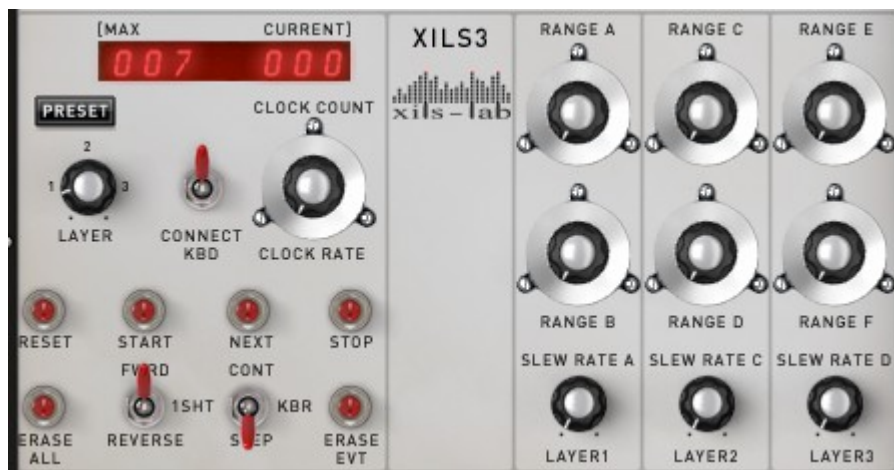 [MAX CURRENT]
007 000
PRESET
CLOCK COUNT
1 2 3
LAYER
CONNECT
KBD
CLOCK RATE
RESET START NEXT STOP
FWRD CONT
1SHT KBR
ERASE
ALL
REVERSE
STEP
ERASE
EVT
XILS3
xils-lab
RANGE A RANGE C RANGE E
RANGE B RANGE D RANGE F
SLEW RATE A SLEW RATE C SLEW RATE D
LAYER1 LAYER2 LAYER3